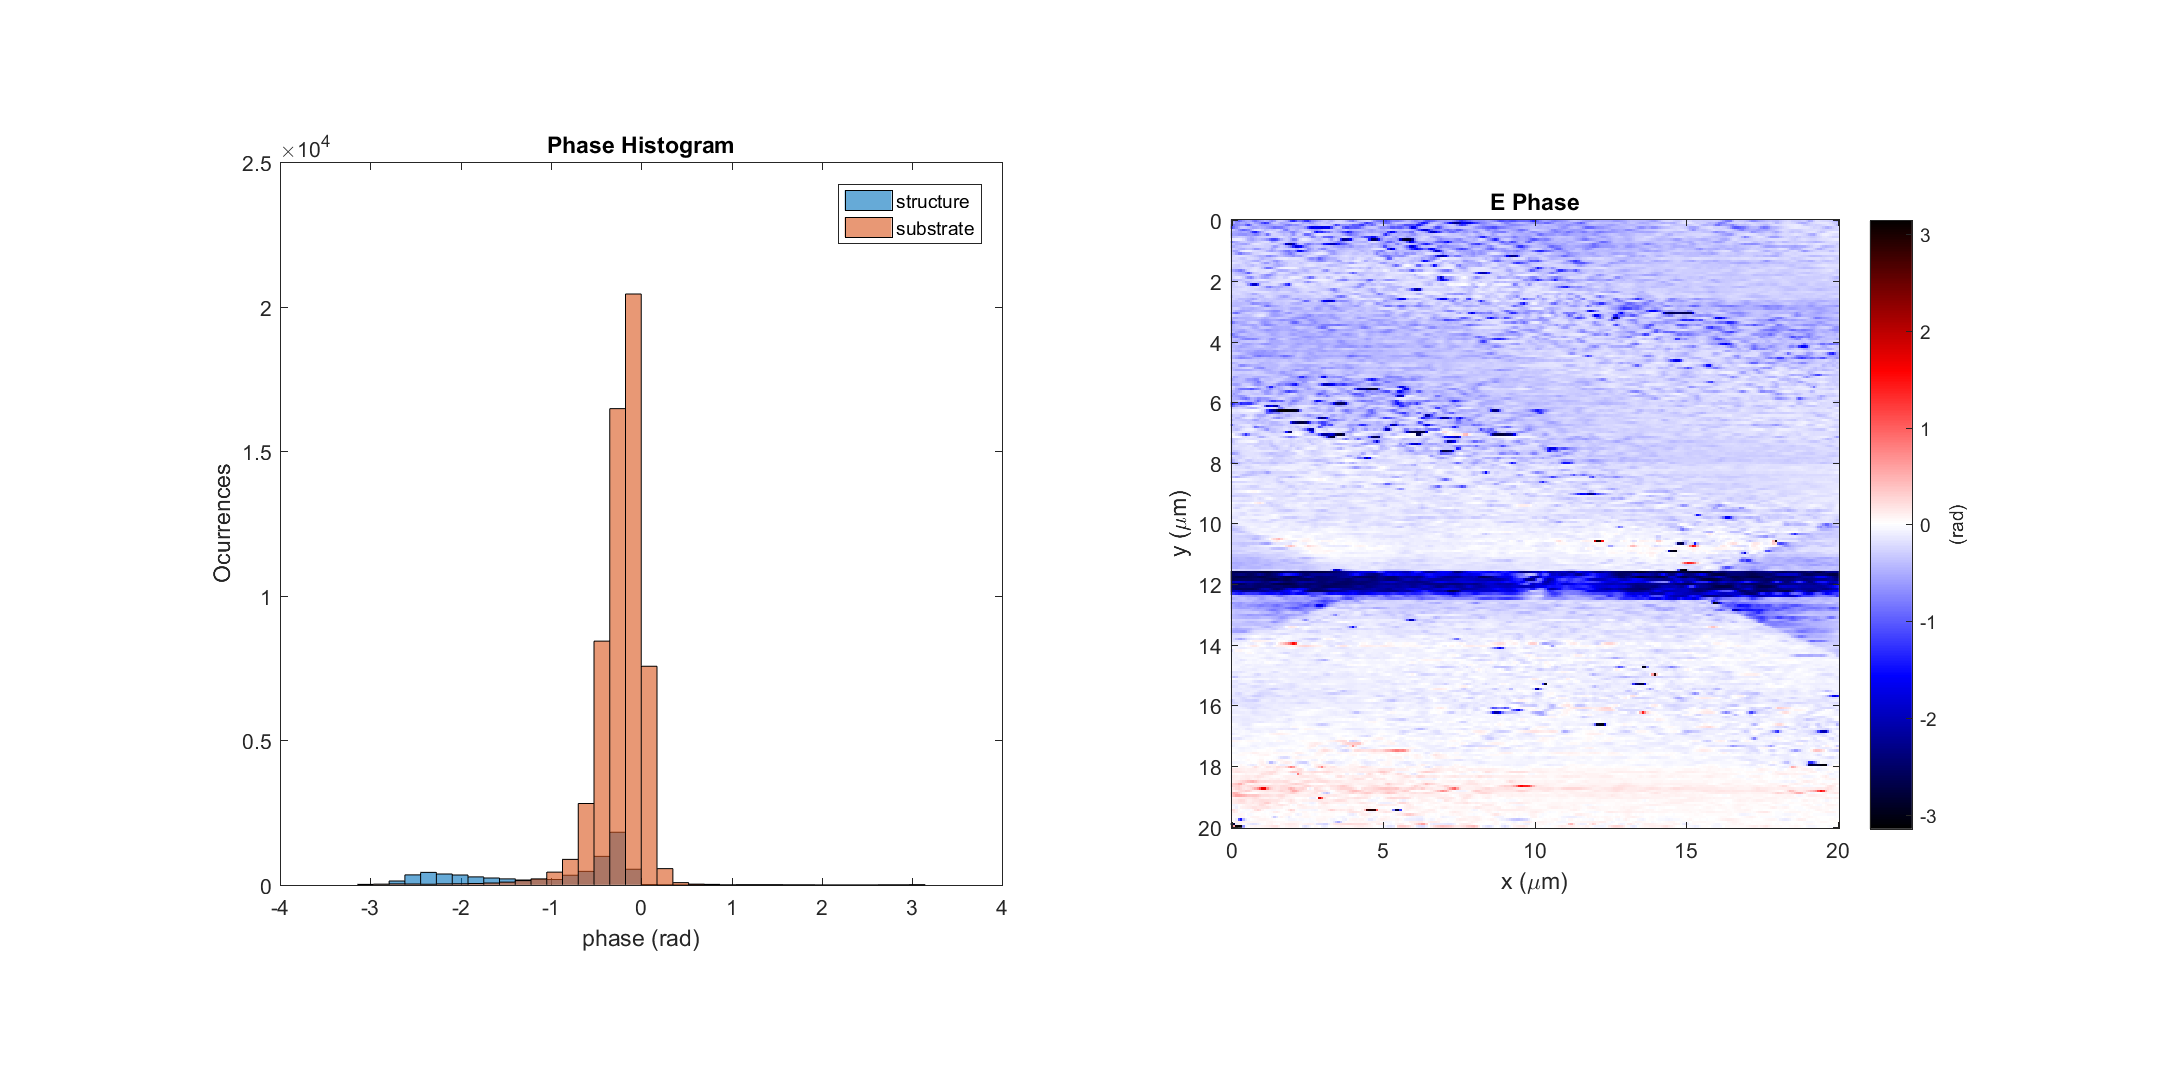 Phase Histogram
×10^4
2.5
2
1.5
1
0.5
0
Ocurrences
-4 -3 -2 -1 0 1 2 3 4
phase (rad)
structure
substrate
E Phase
0
2
4
6
8
10
12
14
16
18
20
y (μm)
0 5 10 15 20
x (μm)
3
2
1
0
-1
-2
-3
(rad)